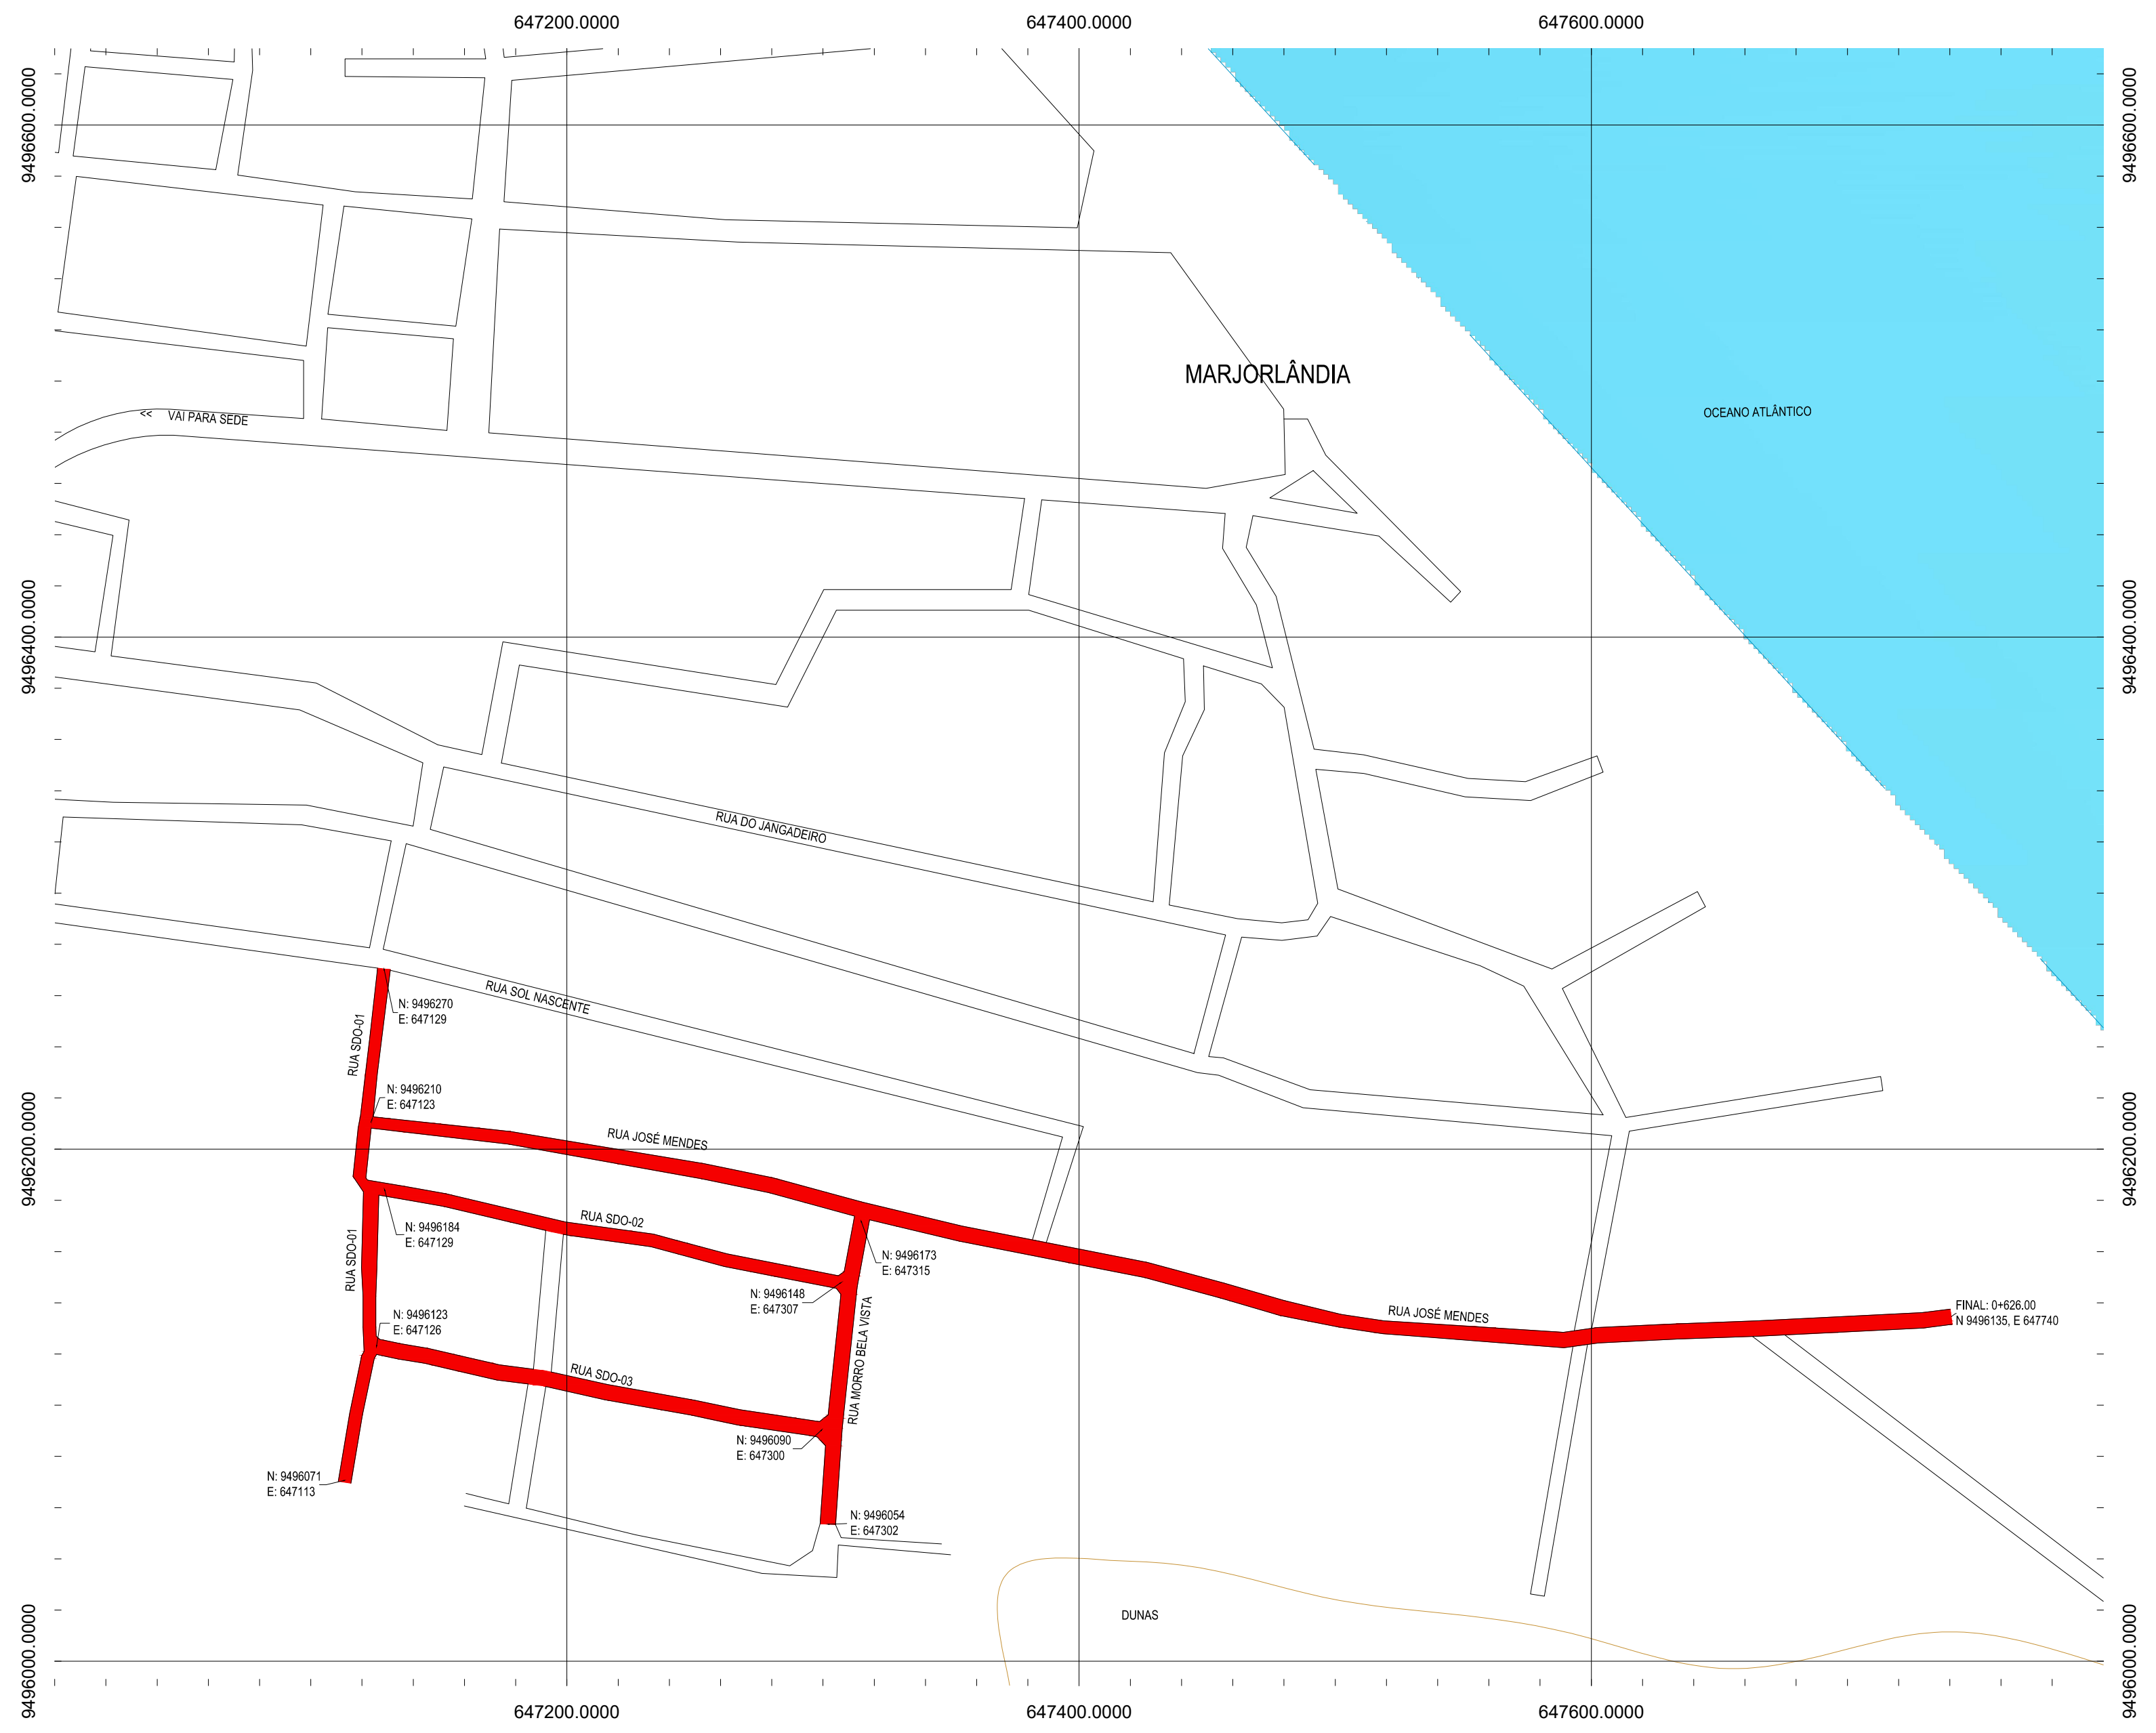 647200.0000
647400.0000
647600.0000
9496600.0000
9496600.0000
MARJORLÂNDIA
OCEANO ATLÂNTICO
<< VAI PARA SEDE
9496400.0000
9496400.0000
RUA DO JANGADEIRO
RUA SOL NASCENTE
N: 9496270
E: 647129
RUA SDO-01
N: 9496210
E: 647123
9496200.0000
9496200.0000
RUA JOSÉ MENDES
RUA SDO-02
N: 9496184
E: 647129
RUA SDO-01
N: 9496173
E: 647315
N: 9496148
E: 647307
RUA MORRO BELA VISTA
RUA JOSÉ MENDES
FINAL: 0+626.00
N 9496135, E 647740
N: 9496123
E: 647126
RUA SDO-03
N: 9496090
E: 647300
N: 9496071
E: 647113
N: 9496054
E: 647302
DUNAS
9496000.0000
9496000.0000
647200.0000
647400.0000
647600.0000